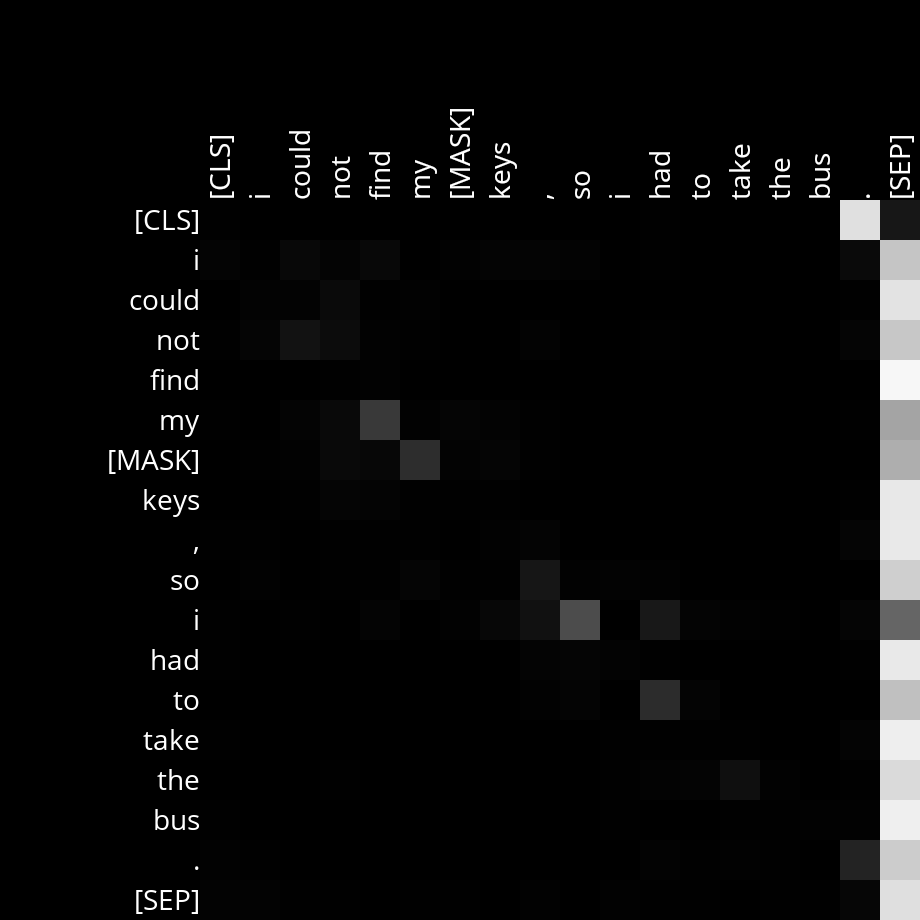 [CLS] i could not find my [MASK] keys , so i had to take the bus . [SEP]
[CLS]
i
could
not
find
my
[MASK]
keys
,
so
i
had
to
take
the
bus
.
[SEP]